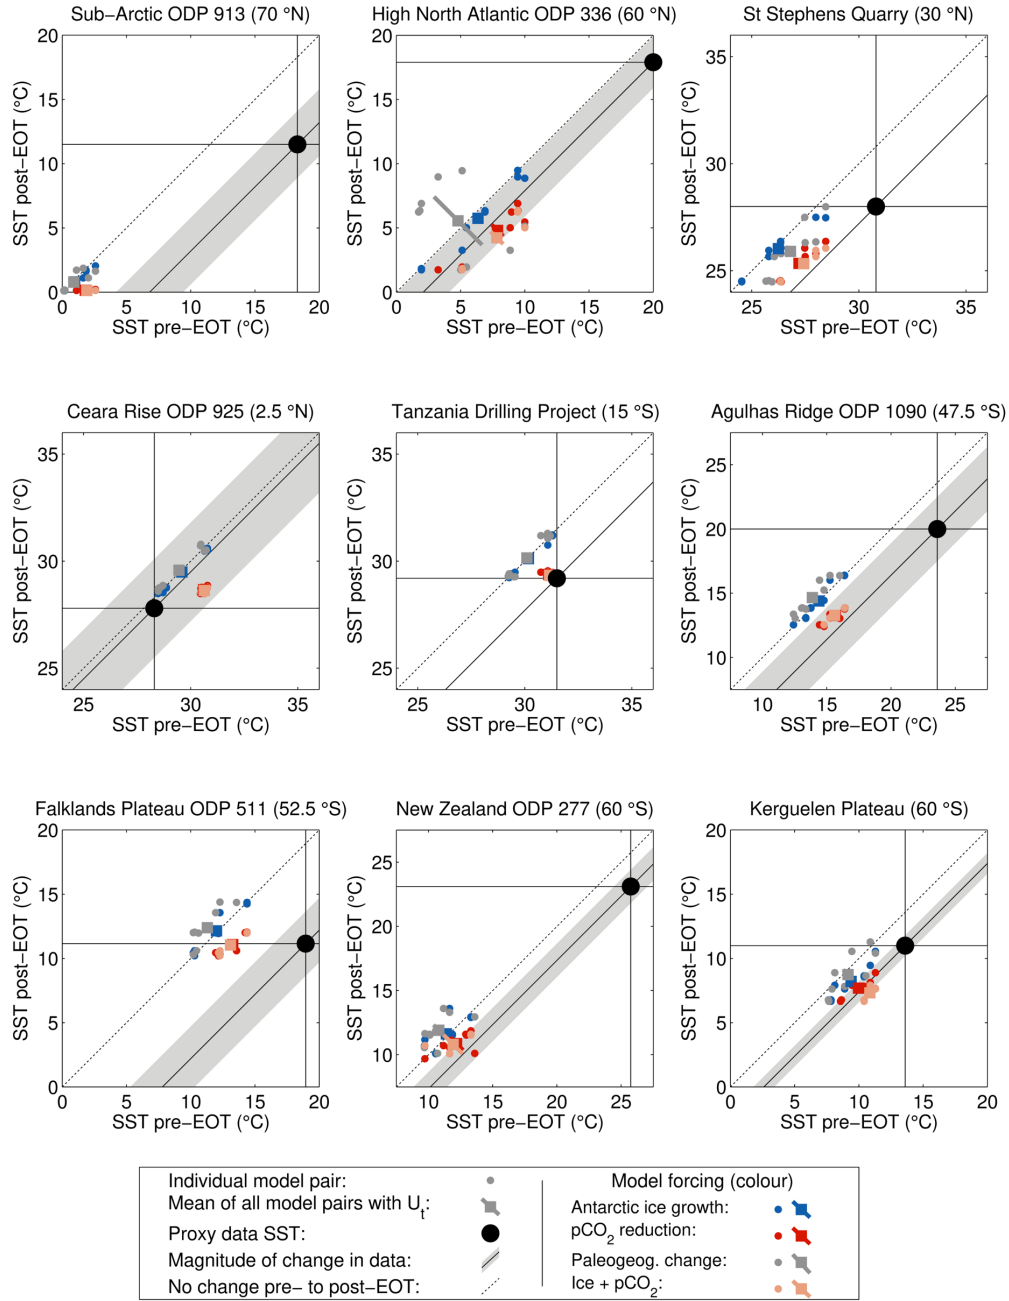 Sub−Arctic ODP 913 (70 °N)
High North Atlantic ODP 336 (60 °N)
St Stephens Quarry (30 °N)
SST post−EOT (°C)
20
15
10
5
0
0 5 10 15 20
SST pre−EOT (°C)
SST post−EOT (°C)
20
15
10
5
0
0 5 10 15 20
SST pre−EOT (°C)
SST post−EOT (°C)
35
30
25
25 30 35
SST pre−EOT (°C)
Ceara Rise ODP 925 (2.5 °N)
Tanzania Drilling Project (15 °S)
Agulhas Ridge ODP 1090 (47.5 °S)
SST post−EOT (°C)
35
30
25
25 30 35
SST pre−EOT (°C)
SST post−EOT (°C)
35
30
25
25 30 35
SST pre−EOT (°C)
SST post−EOT (°C)
25
20
15
10
10 15 20 25
SST pre−EOT (°C)
Falklands Plateau ODP 511 (52.5 °S)
New Zealand ODP 277 (60 °S)
Kerguelen Plateau (60 °S)
SST post−EOT (°C)
20
15
10
5
0
0 5 10 15 20
SST pre−EOT (°C)
SST post−EOT (°C)
25
20
15
10
10 15 20 25
SST pre−EOT (°C)
SST post−EOT (°C)
20
15
10
5
0
0 5 10 15 20
SST pre−EOT (°C)
Individual model pair:
Mean of all model pairs with Ut:
Proxy data SST:
Magnitude of change in data:
No change pre− to post−EOT:
Model forcing (colour)
Antarctic ice growth:
pCO2 reduction:
Paleogeog. change:
Ice + pCO2: